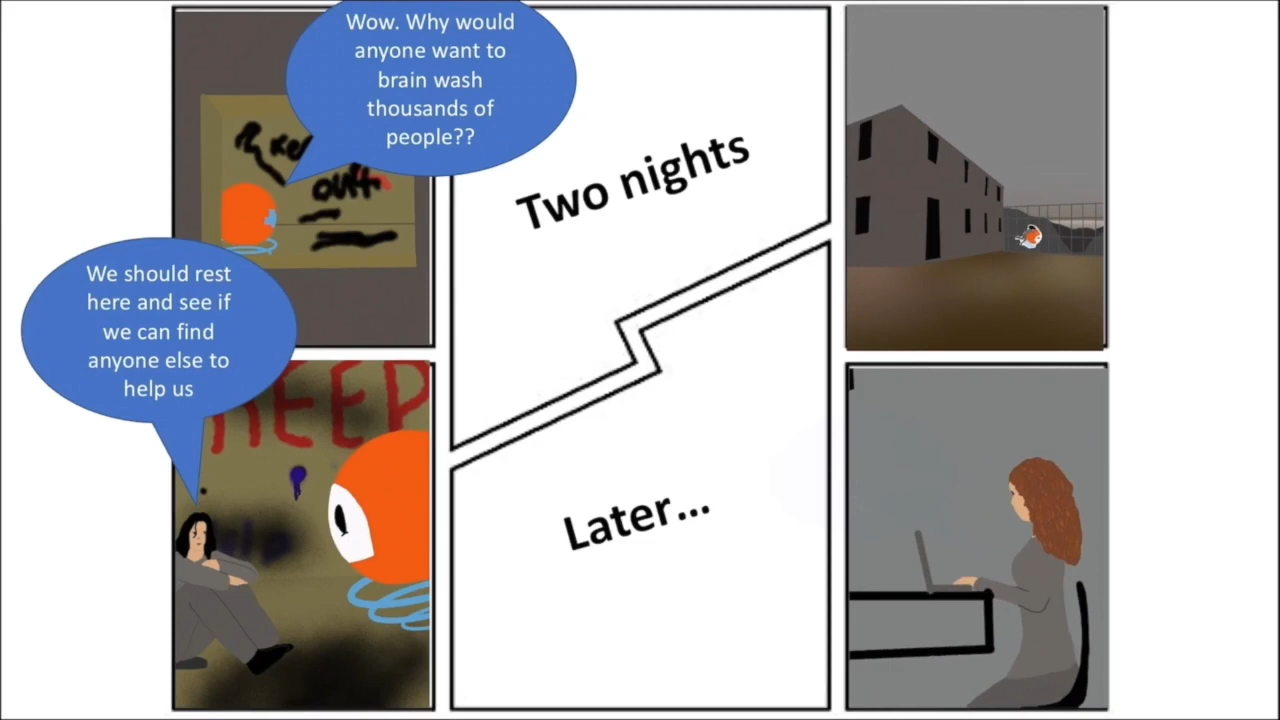 Wow. Why would
anyone want to
brain wash
thousands of
people??
We should rest
here and see if
we can find
anyone else to
help us
KEEP
Two nights
Later...